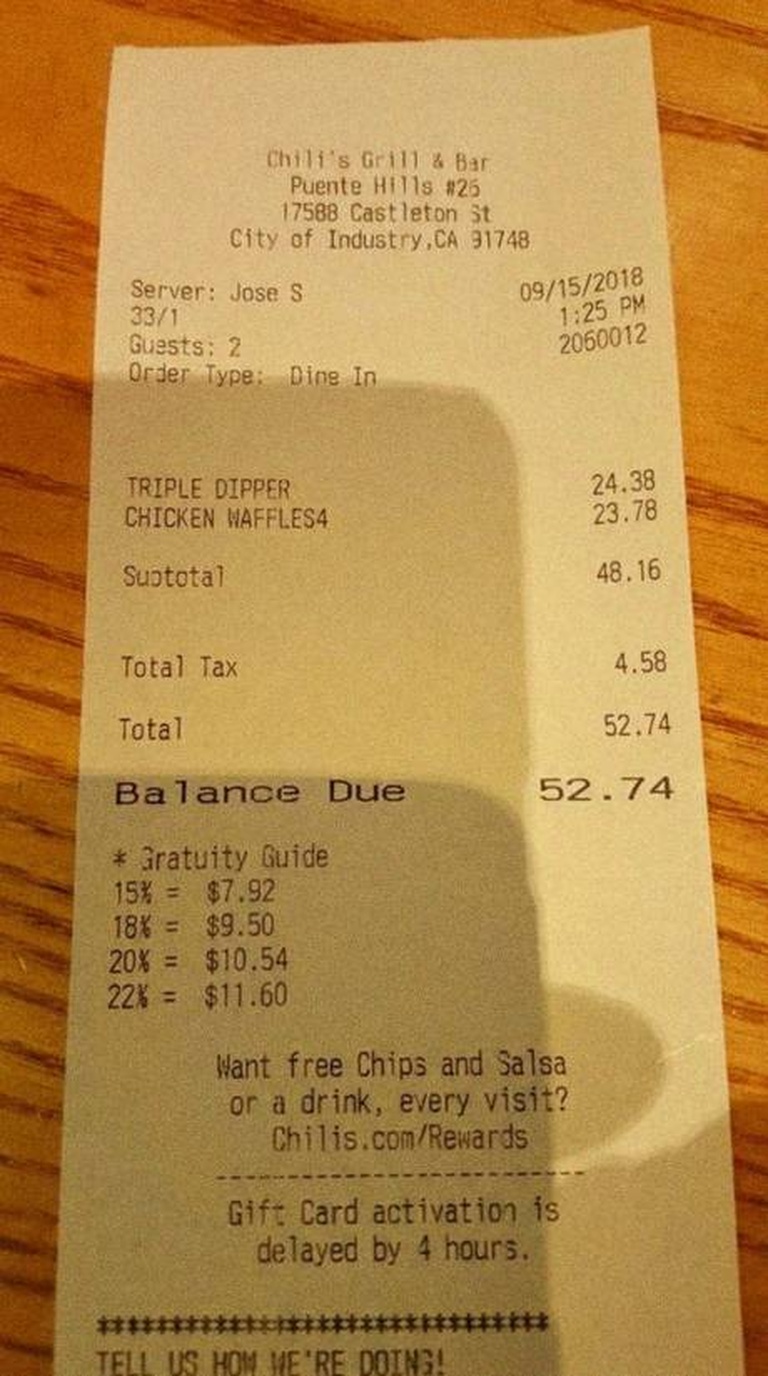 Chili's Grill & Bar
Puente Hills #26
17588 Castleton St
City of Industry,CA 91748
Server: Jose S 09/15/2018
33/1 1:25 PM
Guests: 2 2060012
Order Type: Dine In
TRIPLE DIPPER 24.38
CHICKEN WAFFLES4 23.78
Subtotal 48.16
Total Tax 4.58
Total 52.74
Balance Due 52.74
* Gratuity Guide
15% = $7.92
18% = $9.50
20% = $10.54
22% = $11.60
Want free Chips and Salsa
or a drink, every visit?
Chilis.com/Rewards
--------------------------------
Gift Card activation is
delayed by 4 hours.
********************************
TELL US HOW WE'RE DOING!